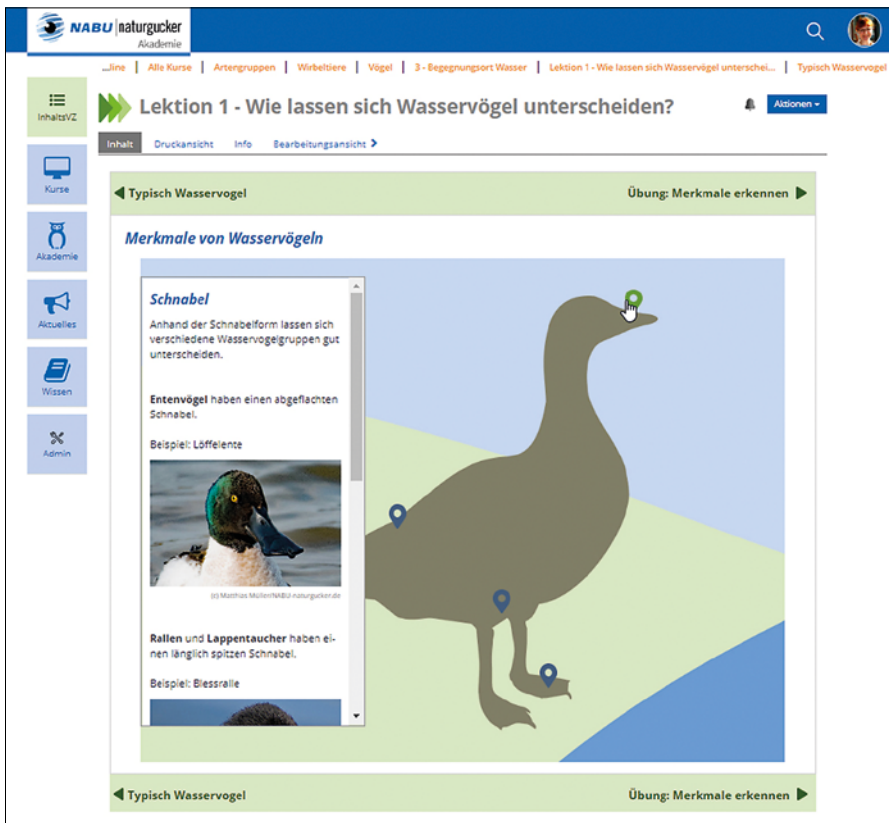 NABU | naturgucker
Akademie
...line | Alle Kurse | Artengruppen | Wirbeltiere | Vögel | 3 - Begegnungsort Wasser | Lektion 1 - Wie lassen sich Wasservögel unterschei... | Typisch Wasservogel
InhaltsVZ
Lektion 1 - Wie lassen sich Wasservögel unterscheiden?
Aktionen
Inhalt Druckansicht Info Bearbeitungsansicht
Kurse
Akademie
Aktuelles
Wissen
Admin
Typisch Wasservogel Übung: Merkmale erkennen
Merkmale von Wasservögeln
Schnabel
Anhand der Schnabelform lassen sich
verschiedene Wasservogelgruppen gut
unterscheiden.
Entenvögel haben einen abgeflachten
Schnabel.
Beispiel: Löffelente
(c) Matthias Müller/NABU-naturgucker.de
Rallen und Lappentaucher haben ei-
nen länglich spitzen Schnabel.
Beispiel: Blessralle
Typisch Wasservogel Übung: Merkmale erkennen